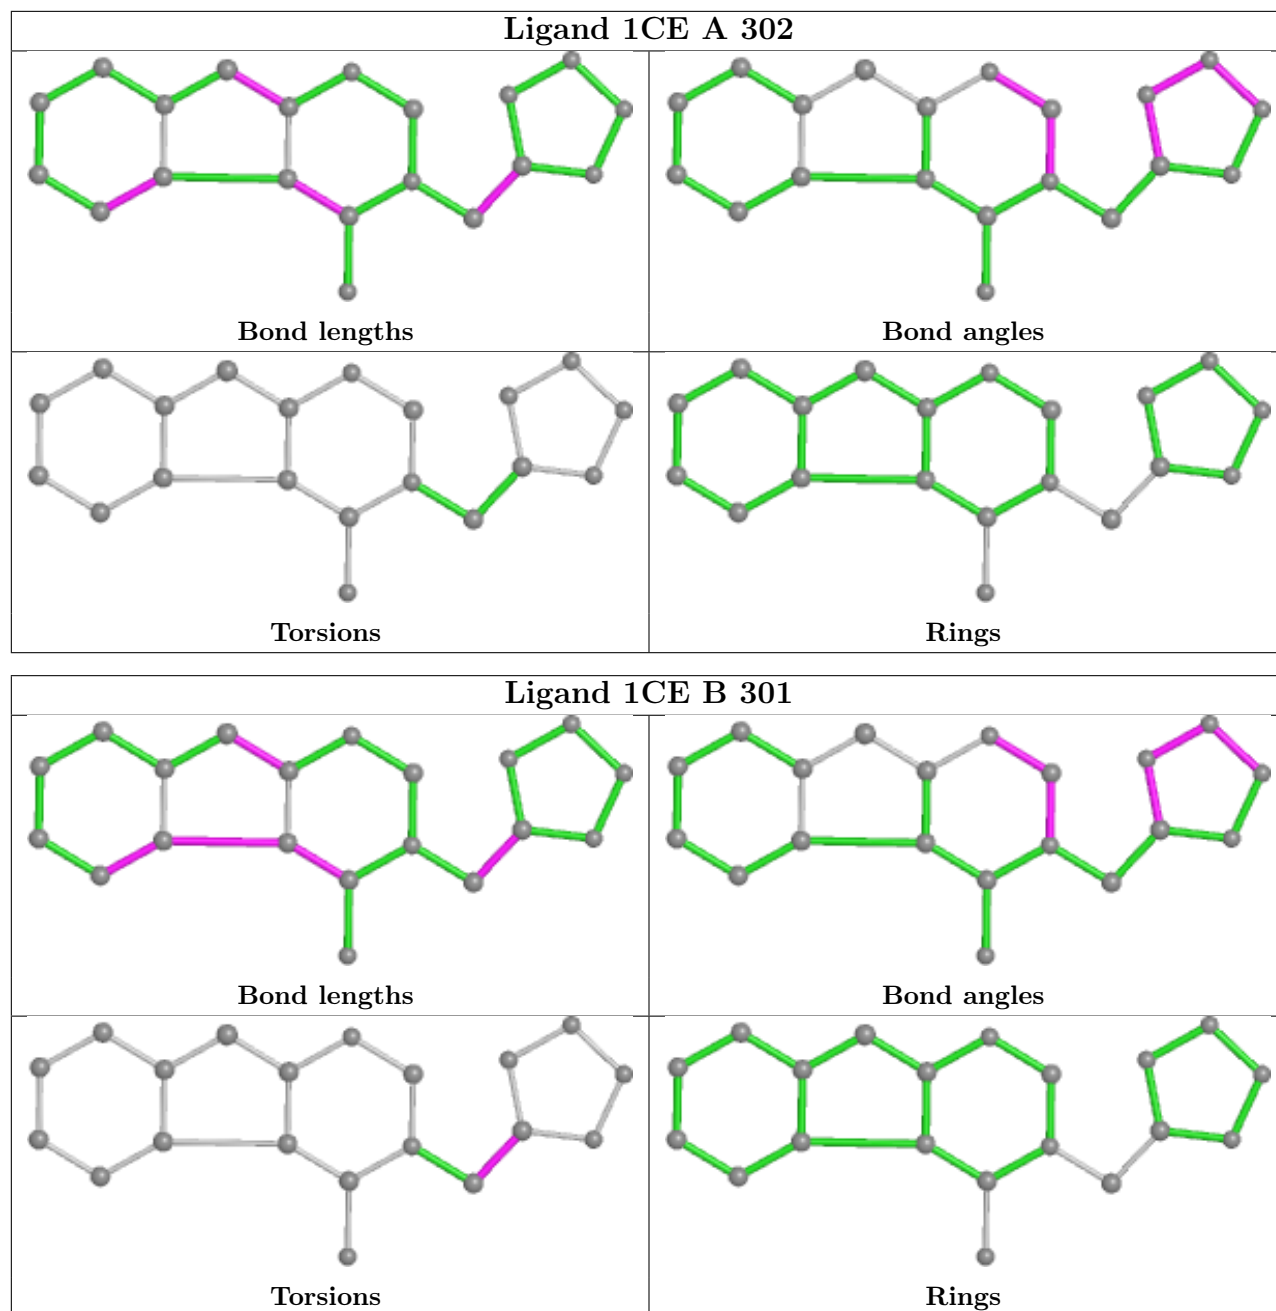 Ligand 1CE A 302
Bond lengths
Bond angles
Torsions
Rings
Ligand 1CE B 301
Bond lengths
Bond angles
Torsions
Rings